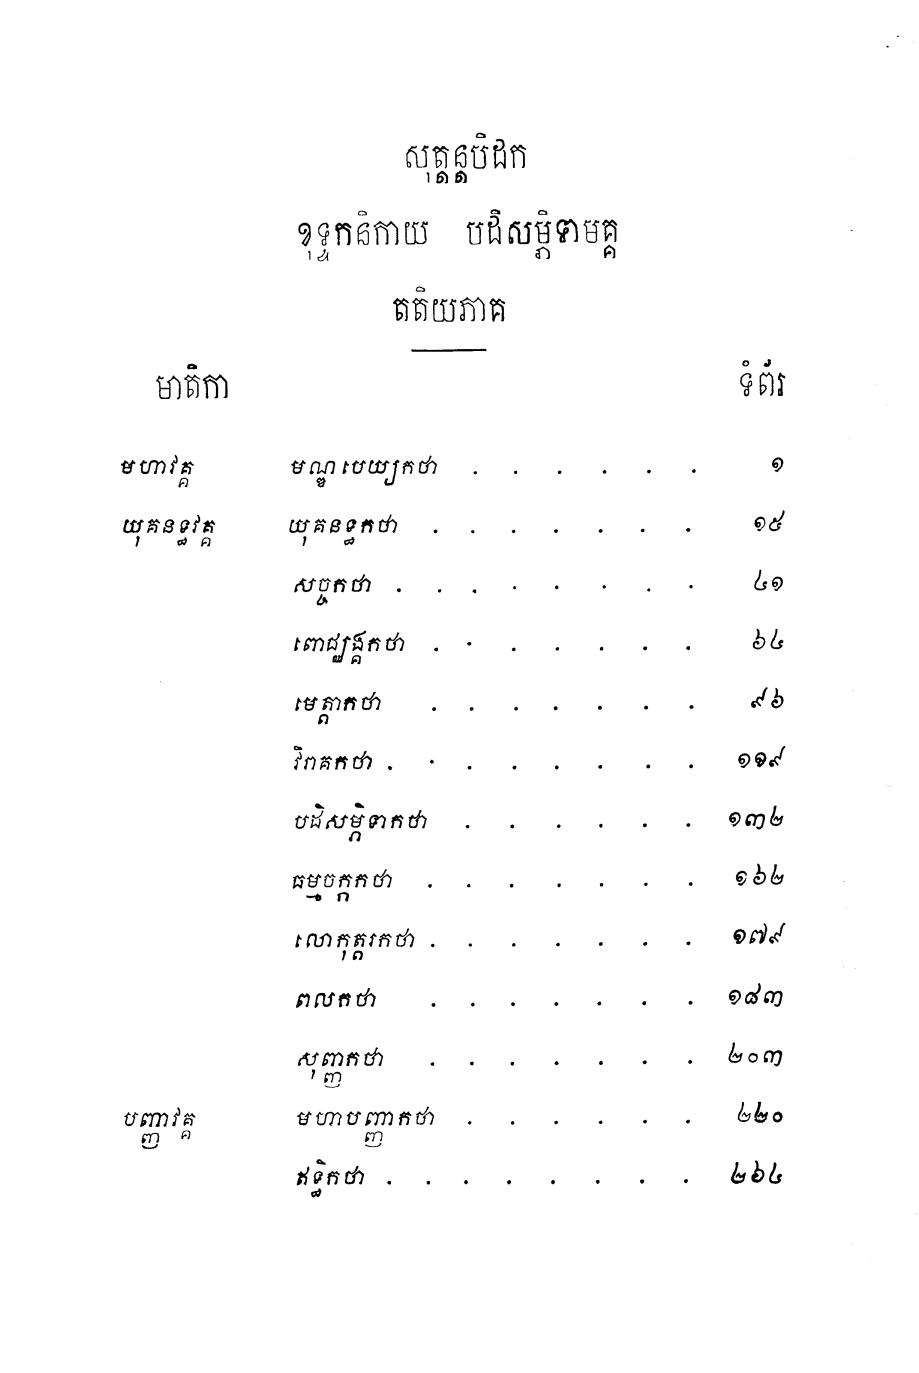 សុត្តន្តបិដក
ខុទ្ទកនិកាយ បដិសម្ភិទាមគ្គ
តតិយភាគ
មាតិកា ទំព័រ
មហាវគ្គ មណ្ឌបេយ្យកថា . . . . . . ១
យុគនទ្ធវគ្គ យុគនទ្ធកថា . . . . . . . ១៥
សច្ចកថា . . . . . . . . ៤១
ពោជ្ឈង្គកថា . . . . . . . ៦៤
មេត្តាកថា . . . . . . . ៩៦
វិរាគកថា . . . . . . . . ១១៩
បដិសម្ភិទាកថា . . . . . . ១៣២
ធម្មចក្កកថា . . . . . . . ១៦២
លោកុត្តរកថា . . . . . . . ១៧៩
ពលកថា . . . . . . . ១៨៣
សុញ្ញកថា . . . . . . . ២០៣
បញ្ញាវគ្គ មហាបញ្ញាកថា . . . . . . ២២០
ឥទ្ធិកថា . . . . . . . . ២៦៤